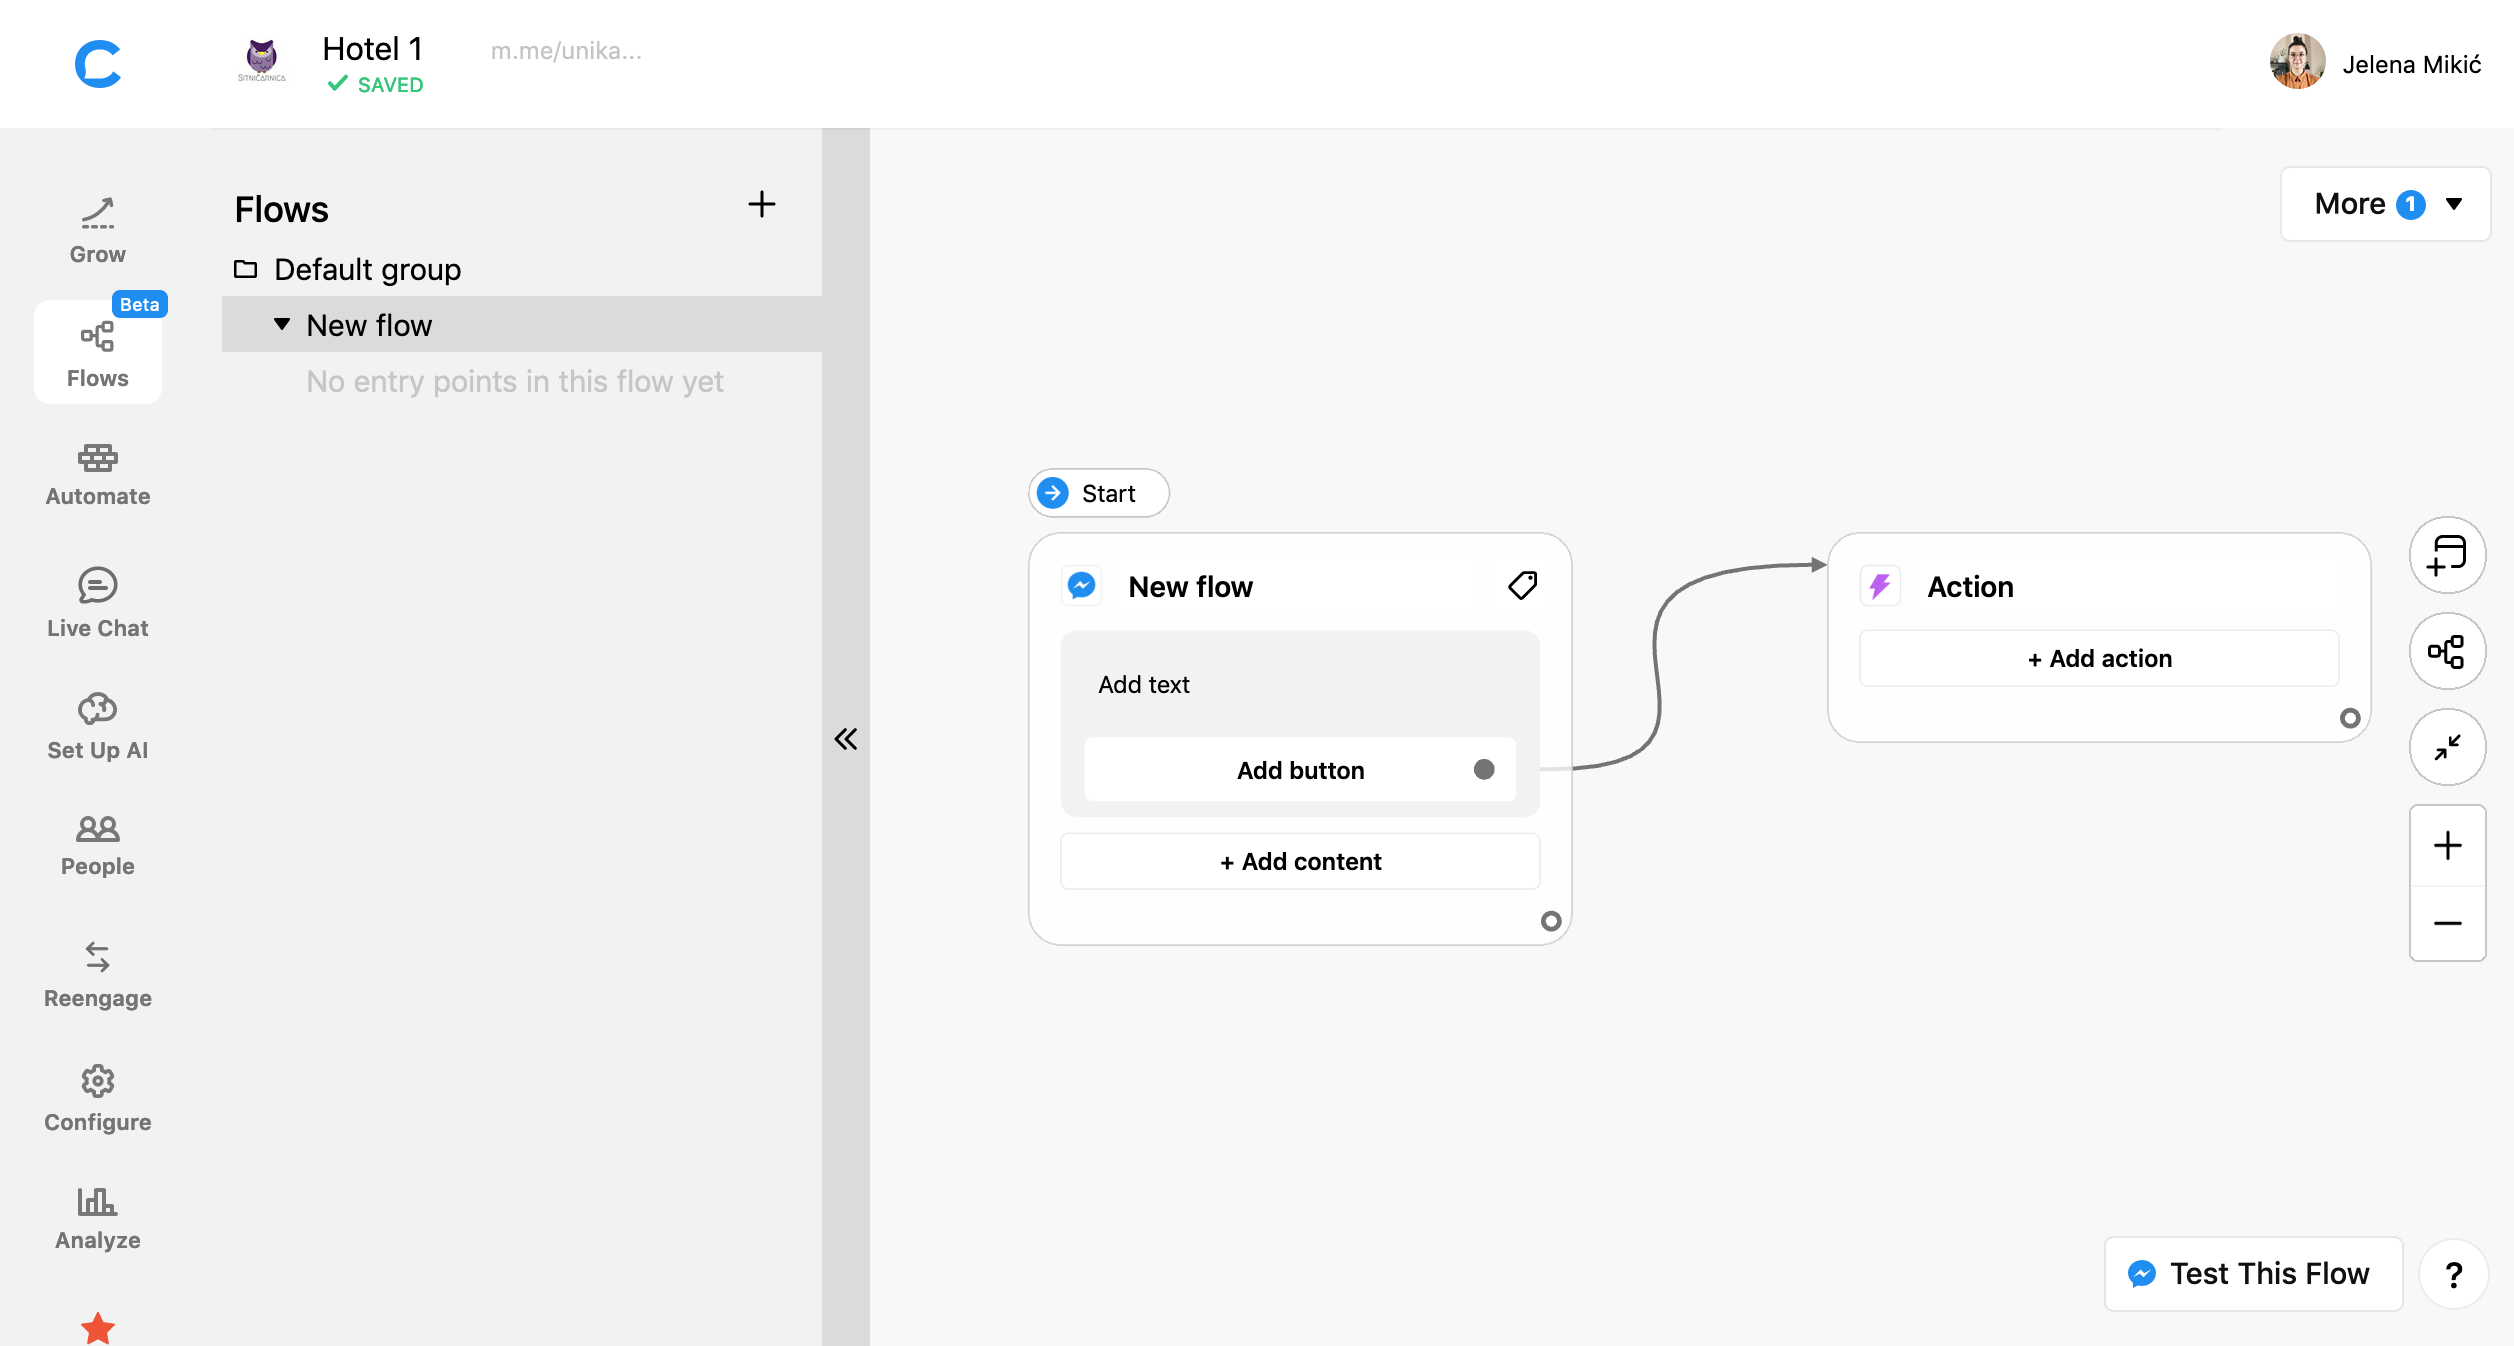 Hotel 1
m.me/unika...
SAVED
SITNIČARNICA
Jelena Mikić
Grow
Beta
Flows
Automate
Live Chat
Set Up AI
People
Reengage
Configure
Analyze
Flows
Default group
New flow
No entry points in this flow yet
More 1
Start
New flow
Add text
Add button
+ Add content
Action
+ Add action
Test This Flow
?